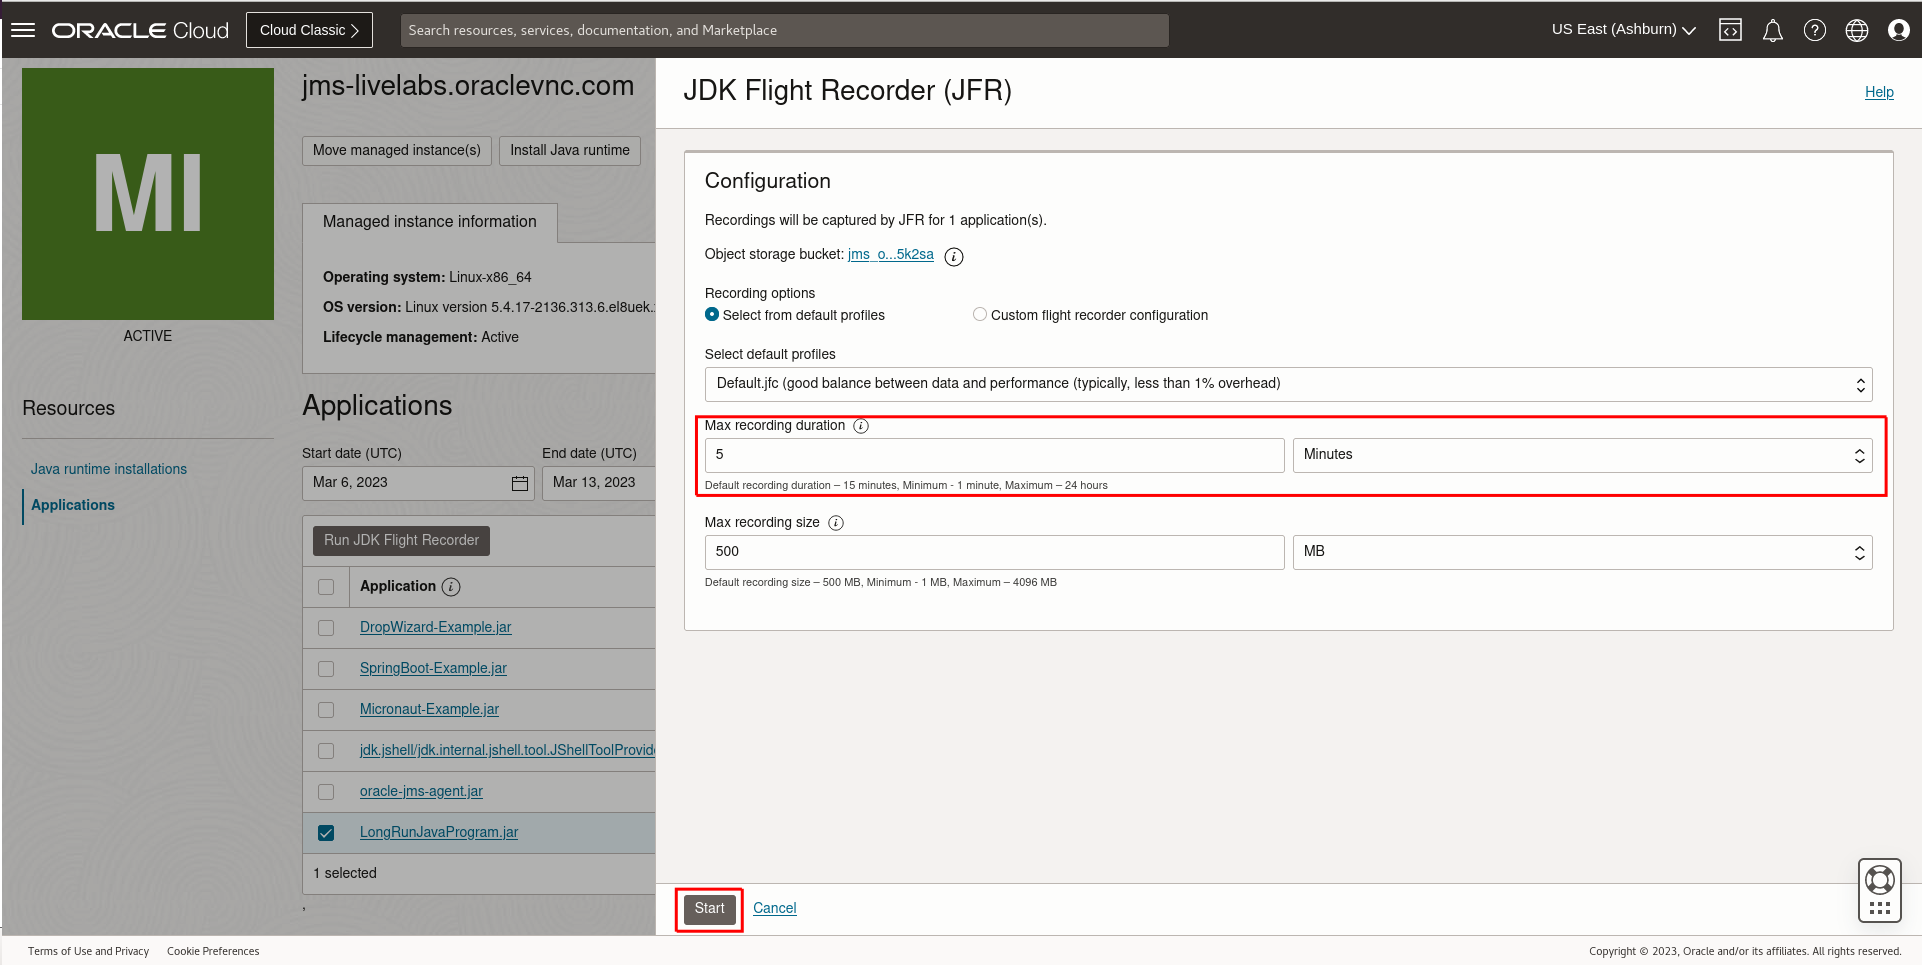 ORACLE Cloud
Cloud Classic
Search resources, services, documentation, and Marketplace
US East (Ashburn)
MI
ACTIVE
Resources
Java runtime installations
Applications
jms-livelabs.oraclevnc.com
Move managed instance(s)
Install Java runtime
Managed instance information
Operating system: Linux-x86_64
OS version: Linux version 5.4.17-2136.313.6.el8uek.
Lifecycle management: Active
Applications
Start date (UTC)
End date (UTC)
Mar 6, 2023
Mar 13, 2023
Run JDK Flight Recorder
Application
DropWizard-Example.jar
SpringBoot-Example.jar
Micronaut-Example.jar
jdk.jshell/jdk.internal.jshell.tool.JShellToolProvide
oracle-jms-agent.jar
LongRunJavaProgram.jar
1 selected
JDK Flight Recorder (JFR)
Help
Configuration
Recordings will be captured by JFR for 1 application(s).
Object storage bucket: jms_o...5k2sa
Recording options
Select from default profiles
Custom flight recorder configuration
Select default profiles
Default.jfc (good balance between data and performance (typically, less than 1% overhead)
Max recording duration
5
Minutes
Default recording duration – 15 minutes, Minimum - 1 minute, Maximum – 24 hours
Max recording size
500
MB
Default recording size – 500 MB, Minimum - 1 MB, Maximum – 4096 MB
Start
Cancel
Terms of Use and Privacy
Cookie Preferences
Copyright © 2023, Oracle and/or its affiliates. All rights reserved.